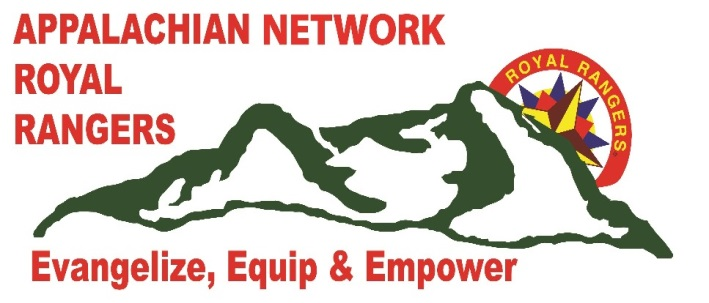 APPALACHIAN NETWORK
ROYAL
RANGERS
ROYAL RANGERS
Evangelize, Equip & Empower